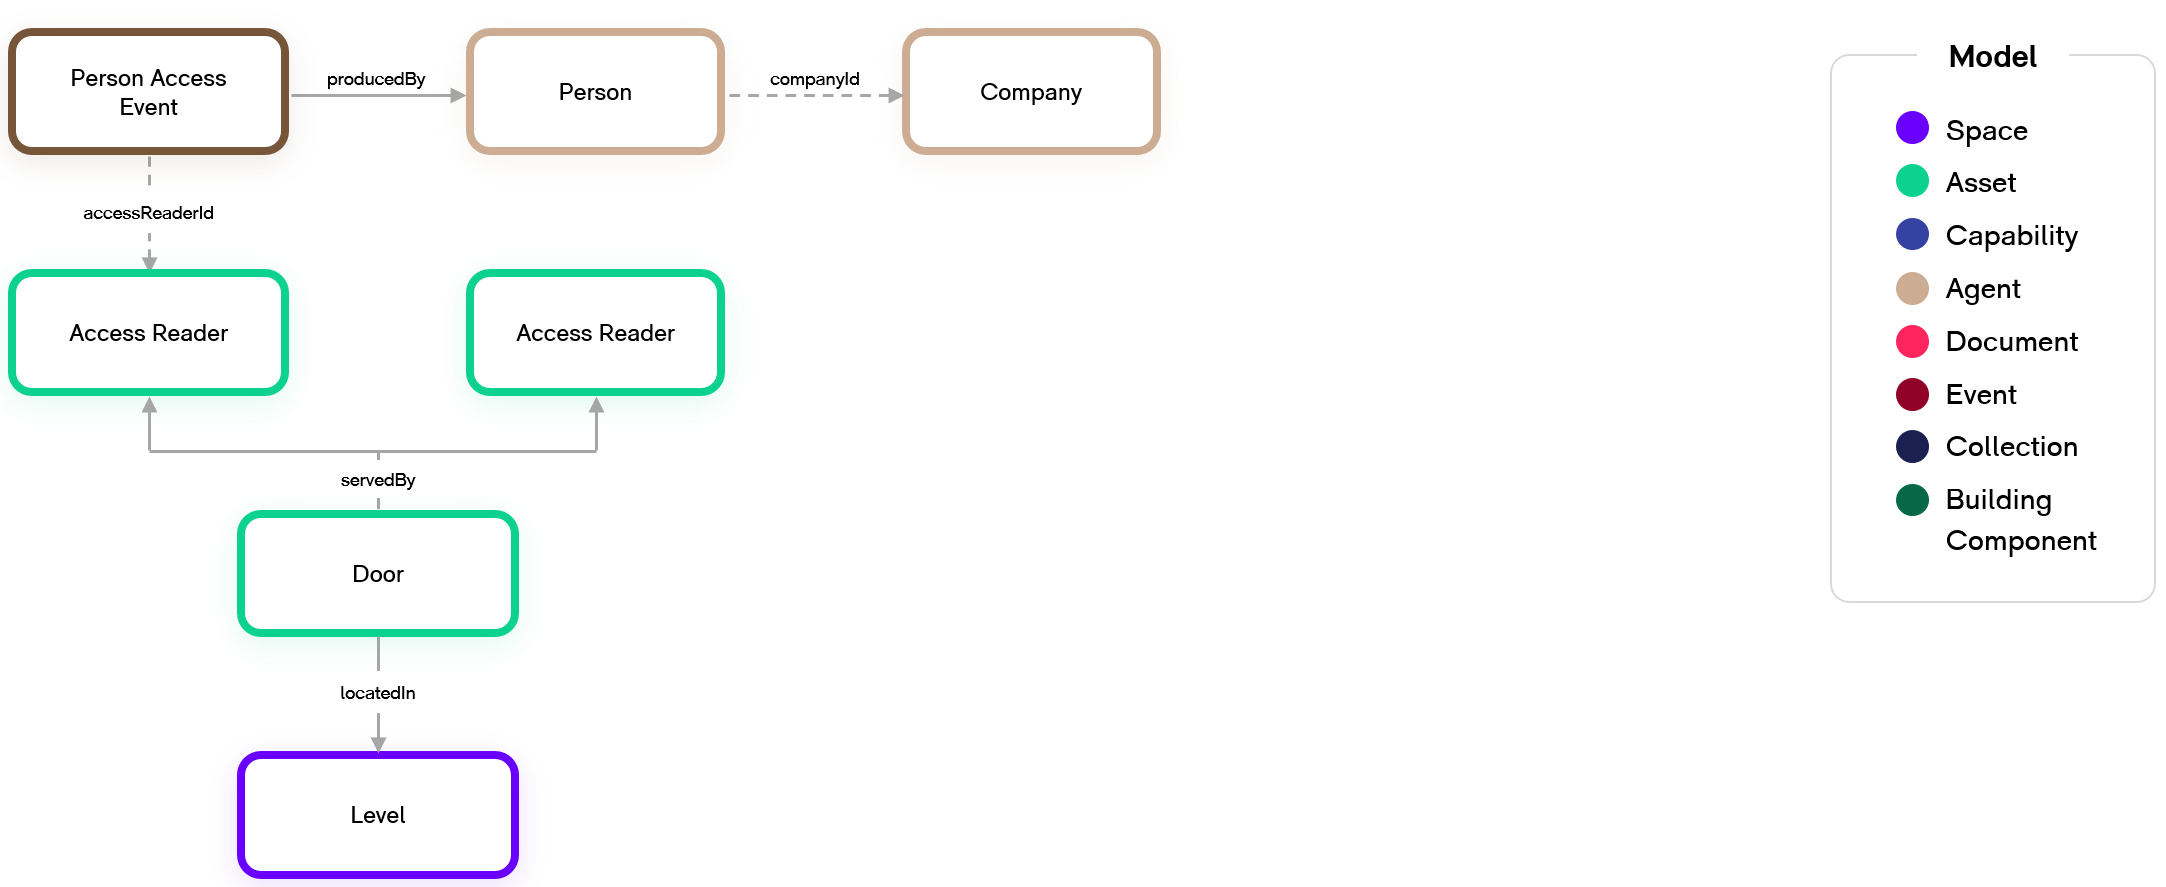 Person Access
Event
producedBy
Person
companyId
Company
accessReaderId
Access Reader
Access Reader
servedBy
Door
locatedIn
Level
Model
Space
Asset
Capability
Agent
Document
Event
Collection
Building
Component